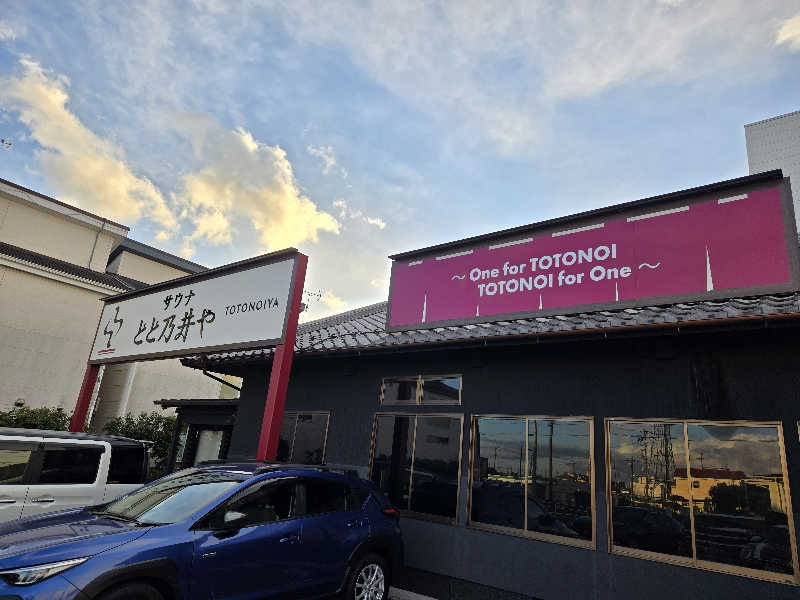 サウナ
とと乃井や
TOTONOIYA
～ One for TOTONOI
TOTONOI for One ～